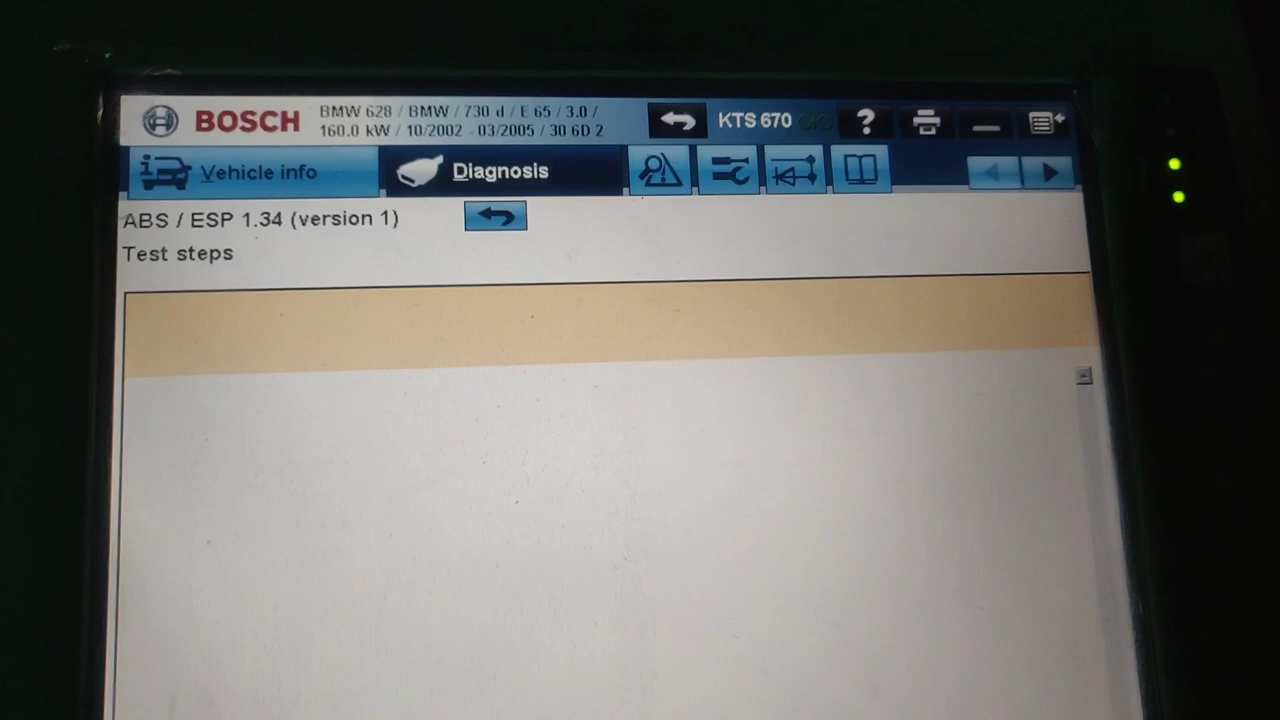 BOSCH
BMW 628 / BMW / 730 d / E 65 / 3.0 /
160.0 kW / 10/2002 - 03/2005 / 30 6D 2
KTS 670
?
Vehicle info
Diagnosis
ABS / ESP 1.34 (version 1)
Test steps